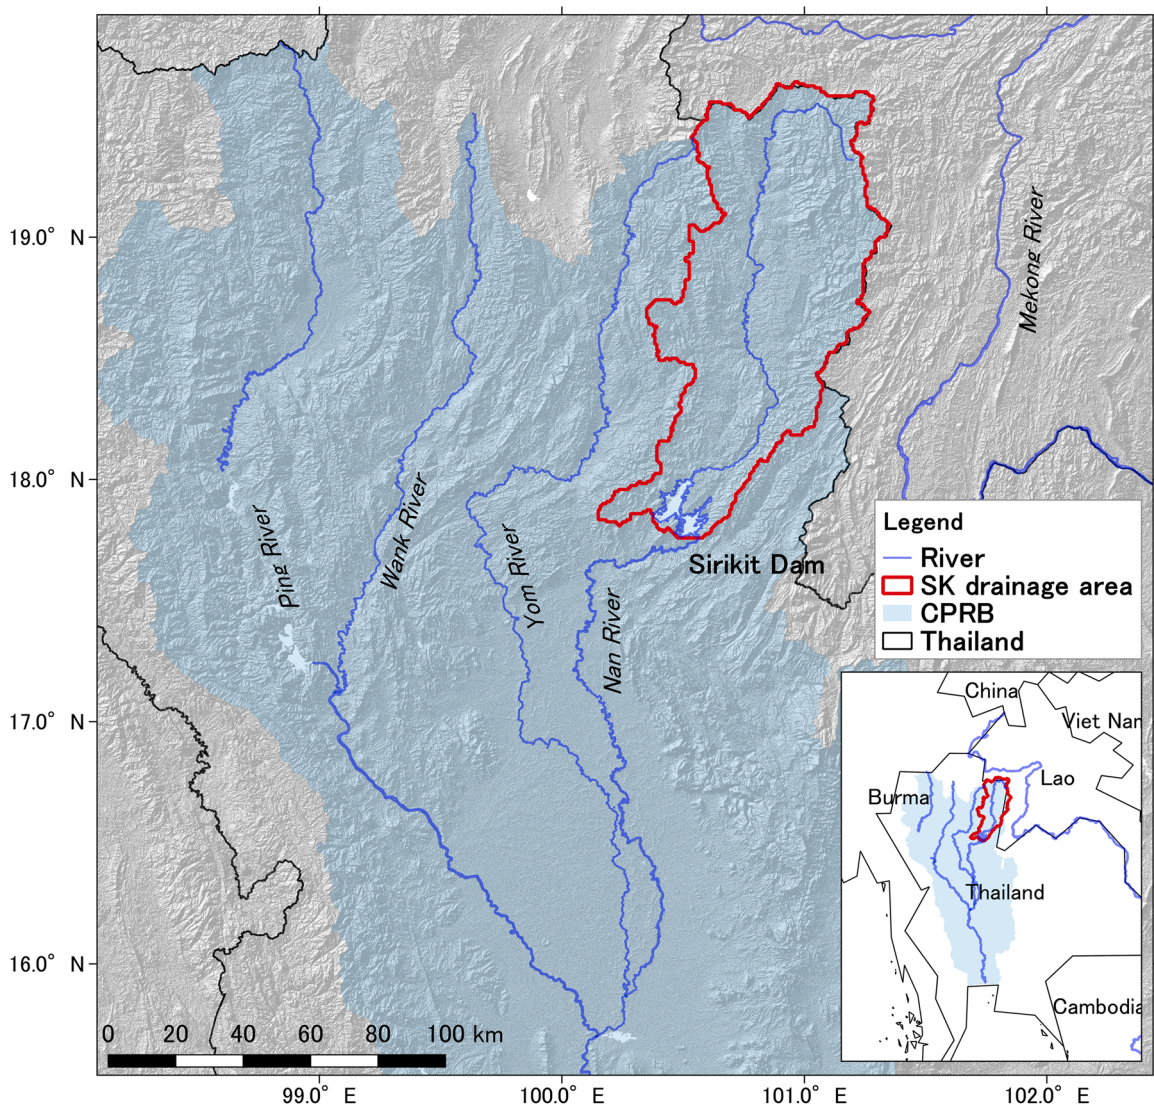 19.0° N
18.0° N
17.0° N
16.0° N
99.0° E
100.0° E
101.0° E
102.0° E
Ping River
Wank River
Yom River
Nan River
Mekong River
Sirikit Dam
0 20 40 60 80 100 km
Legend
River
SK drainage area
CPRB
Thailand
China
Viet Nar
Lao
Burma
Thailand
Cambodia